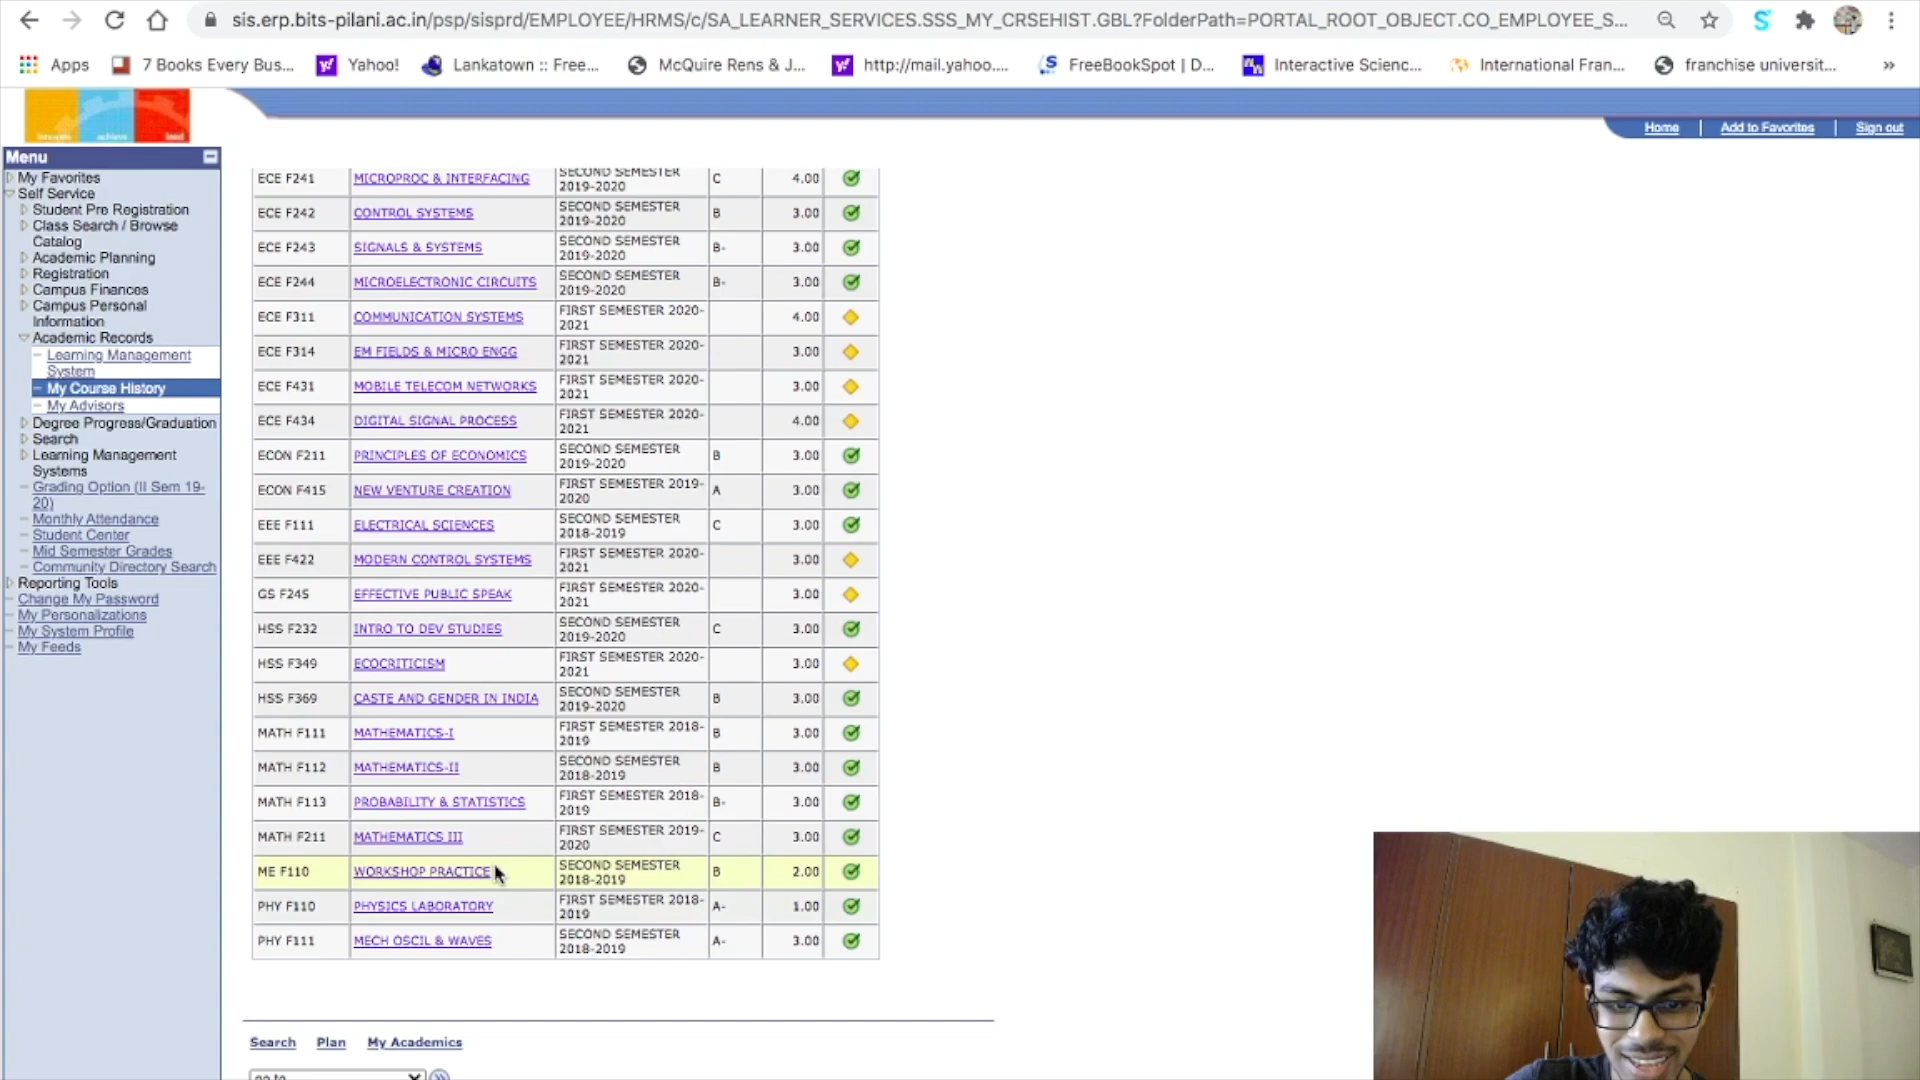 sis.erp.bits-pilani.ac.in/psp/sisprd/EMPLOYEE/HRMS/c/SA_LEARNER_SERVICES.SSS_MY_CRSEHIST.GBL?FolderPath=PORTAL_ROOT_OBJECT.CO_EMPLOYEE_S...
Apps 7 Books Every Bus... Yahoo! Lankatown :: Free... McQuire Rens & J... http://mail.yahoo.... FreeBookSpot | D... Interactive Scienc... International Fran... franchise universit... »
achieve lead
Home Add to Favorites Sign out
Menu
My Favorites
Self Service
Student Pre Registration
Class Search / Browse
Catalog
Academic Planning
Registration
Campus Finances
Campus Personal
Information
Academic Records
Learning Management
System
My Course History
My Advisors
Degree Progress/Graduation
Search
Learning Management
Systems
Grading Option (II Sem 19-
20)
Monthly Attendance
Student Center
Mid Semester Grades
Community Directory Search
Reporting Tools
Change My Password
My Personalizations
My System Profile
My Feeds
ECE F241 MICROPROC & INTERFACING SECOND SEMESTER 2019-2020 C 4.00
ECE F242 CONTROL SYSTEMS SECOND SEMESTER 2019-2020 B 3.00
ECE F243 SIGNALS & SYSTEMS SECOND SEMESTER 2019-2020 B- 3.00
ECE F244 MICROELECTRONIC CIRCUITS SECOND SEMESTER 2019-2020 B- 3.00
ECE F311 COMMUNICATION SYSTEMS FIRST SEMESTER 2020-2021 4.00
ECE F314 EM FIELDS & MICRO ENGG FIRST SEMESTER 2020-2021 3.00
ECE F431 MOBILE TELECOM NETWORKS FIRST SEMESTER 2020-2021 3.00
ECE F434 DIGITAL SIGNAL PROCESS FIRST SEMESTER 2020-2021 4.00
ECON F211 PRINCIPLES OF ECONOMICS SECOND SEMESTER 2019-2020 B 3.00
ECON F415 NEW VENTURE CREATION FIRST SEMESTER 2019-2020 A 3.00
EEE F111 ELECTRICAL SCIENCES SECOND SEMESTER 2018-2019 C 3.00
EEE F422 MODERN CONTROL SYSTEMS FIRST SEMESTER 2020-2021 3.00
GS F245 EFFECTIVE PUBLIC SPEAK FIRST SEMESTER 2020-2021 3.00
HSS F232 INTRO TO DEV STUDIES SECOND SEMESTER 2019-2020 C 3.00
HSS F349 ECOCRITICISM FIRST SEMESTER 2020-2021 3.00
HSS F369 CASTE AND GENDER IN INDIA SECOND SEMESTER 2019-2020 B 3.00
MATH F111 MATHEMATICS-I FIRST SEMESTER 2018-2019 B 3.00
MATH F112 MATHEMATICS-II SECOND SEMESTER 2018-2019 B 3.00
MATH F113 PROBABILITY & STATISTICS FIRST SEMESTER 2018-2019 B- 3.00
MATH F211 MATHEMATICS III FIRST SEMESTER 2019-2020 C 3.00
ME F110 WORKSHOP PRACTICE SECOND SEMESTER 2018-2019 B 2.00
PHY F110 PHYSICS LABORATORY FIRST SEMESTER 2018-2019 A- 1.00
PHY F111 MECH OSCIL & WAVES SECOND SEMESTER 2018-2019 A- 3.00
Search Plan My Academics
go to